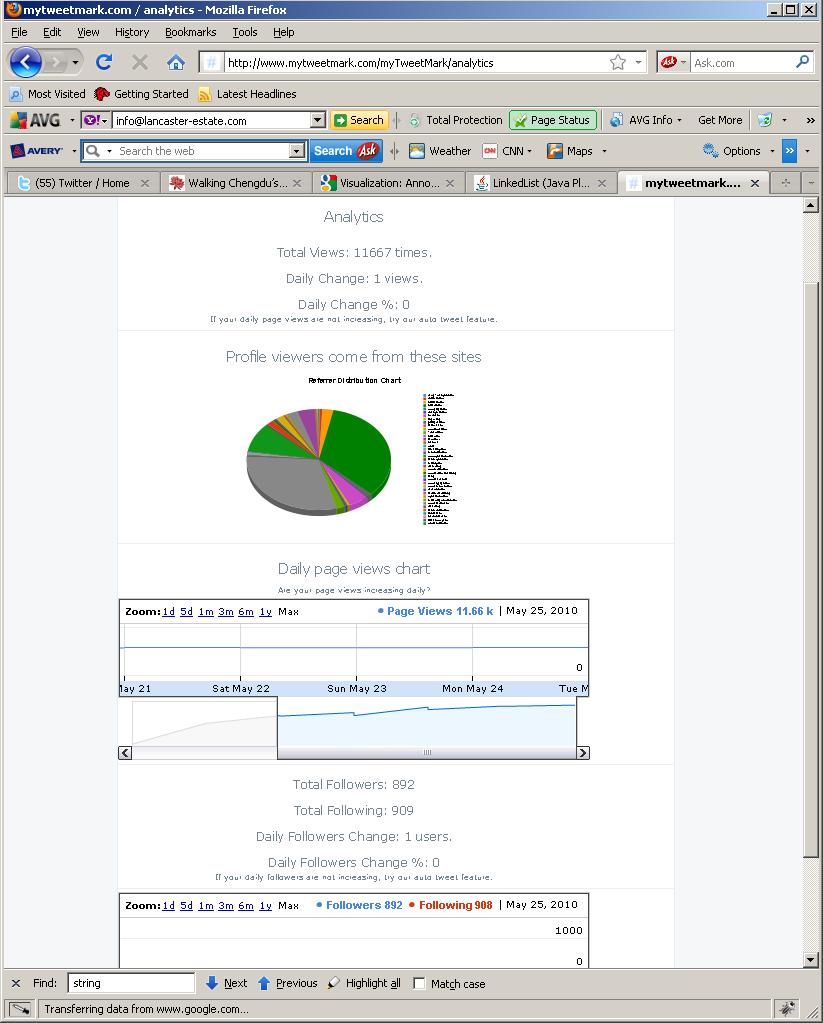 mytweetmark.com / analytics - Mozilla Firefox
File Edit View History Bookmarks Tools Help
# http://www.mytweetmark.com/myTweetMark/analytics Ask Ask.com
Most Visited Getting Started Latest Headlines
AVG Y! info@lancaster-estate.com Search Total Protection Page Status AVG Info Get More
AVERY Search the web Search Ask Weather CNN CNN Maps Options »
(55) Twitter / Home Walking Chengdu's... Visualization: Anno... LinkedList (Java Pl... # mytweetmark....
Analytics
Total Views: 11667 times.
Daily Change: 1 views.
Daily Change %: 0
If your daily page views are not increasing, try our auto tweet feature.
Profile viewers come from these sites
Referrer Distribution Chart
Daily page views chart
Are your page views increasing daily?
Zoom: 1d 5d 1m 3m 6m 1y Max Page Views 11.66 k | May 25, 2010
0
May 21 Sat May 22 Sun May 23 Mon May 24 Tue M
Total Followers: 892
Total Following: 909
Daily Followers Change: 1 users.
Daily Followers Change %: 0
If your daily followers are not increasing, try our auto tweet feature.
Zoom: 1d 5d 1m 3m 6m 1y Max Followers 892 Following 908 | May 25, 2010
1000
0
Find: string Next Previous Highlight all Match case
Transferring data from www.google.com...